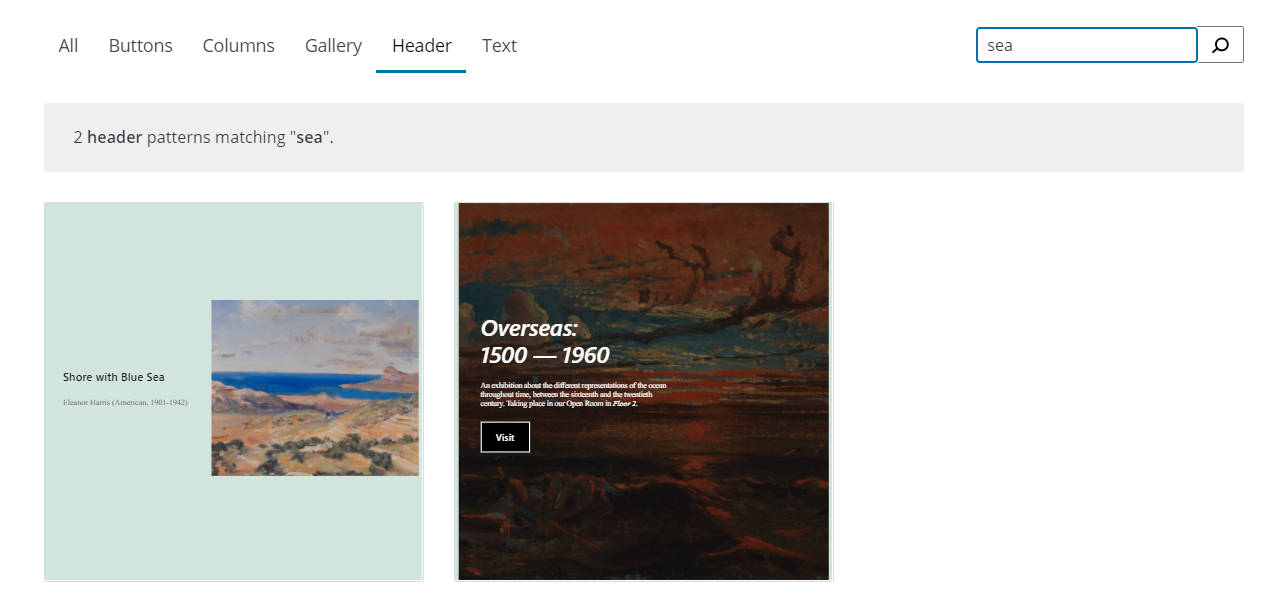 All
Buttons
Columns
Gallery
Header
Text
sea
2 header patterns matching "sea".
Shore with Blue Sea
Eleanor Harris (American, 1901-1942)
Overseas:
1500 — 1960
An exhibition about the different representations of the ocean
throughout time, between the sixteenth and the twentieth
century. Taking place in our Open Room in Floor 2.
Visit